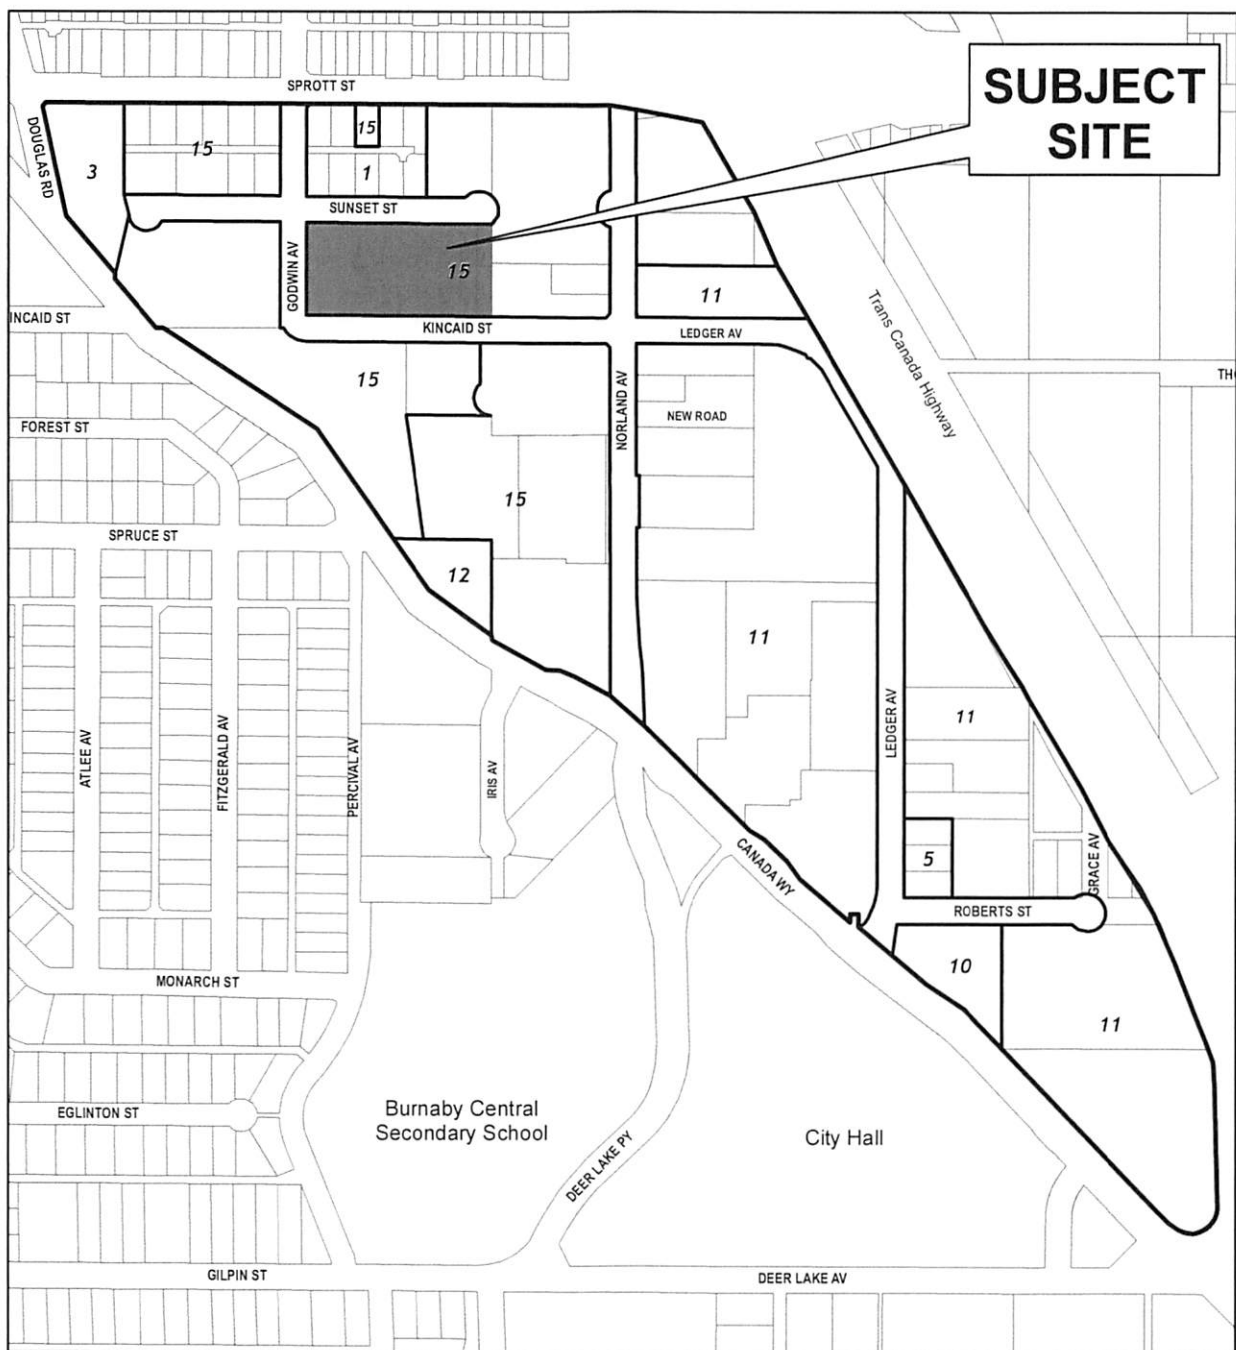 SPROTT ST
SUBJECT
SITE
DOUGLAS RD
3
15
15
1
SUNSET ST
GODWIN AV
15
11
INCAID ST
KINCAID ST
LEDGER AV
Trans Canada Highway
TH
15
NORLAND AV
NEW ROAD
FOREST ST
15
SPRUCE ST
12
11
ATLEE AV
FITZGERALD AV
PERCIVAL AV
IRIS AV
LEDGER AV
11
CANADA WY
5
GRACE AV
ROBERTS ST
MONARCH ST
10
11
EGLINTON ST
Burnaby Central
Secondary School
City Hall
DEER LAKE PY
GILPIN ST
DEER LAKE AV